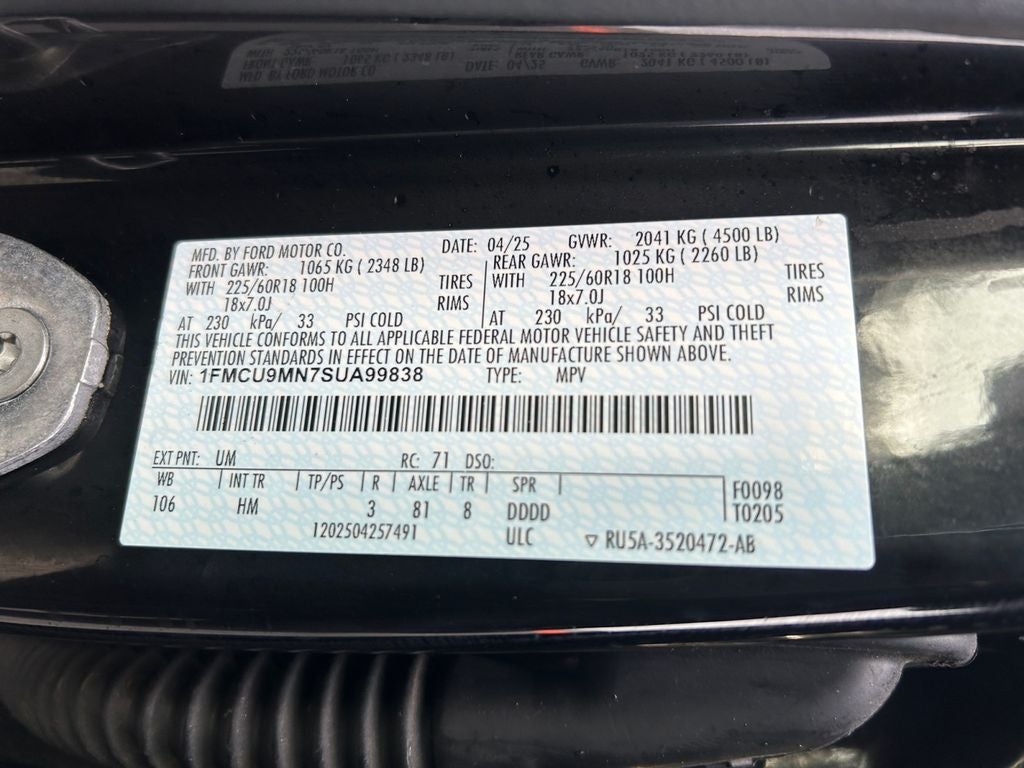 MFD. BY FORD MOTOR CO. DATE: 04/25 GVWR: 2041 KG ( 4500 LB)
FRONT GAWR: 1065 KG ( 2348 LB) REAR GAWR: 1025 KG ( 2260 LB)
WITH 225/60R18 100H TIRES WITH 225/60R18 100H TIRES
18x7.0J RIMS 18x7.0J RIMS
AT 230 kPa/ 33 PSI COLD AT 230 kPa/ 33 PSI COLD
THIS VEHICLE CONFORMS TO ALL APPLICABLE FEDERAL MOTOR VEHICLE SAFETY AND THEFT
PREVENTION STANDARDS IN EFFECT ON THE DATE OF MANUFACTURE SHOWN ABOVE.
VIN: 1FMCU9MN7SUA99838 TYPE: MPV
EXT PNT: UM RC: 71 DSO:
WB INT TR TP/PS R AXLE TR SPR
106 HM 3 81 8 DDDD F0098
T0205
1202504257491 ULC ▽ RU5A-3520472-AB